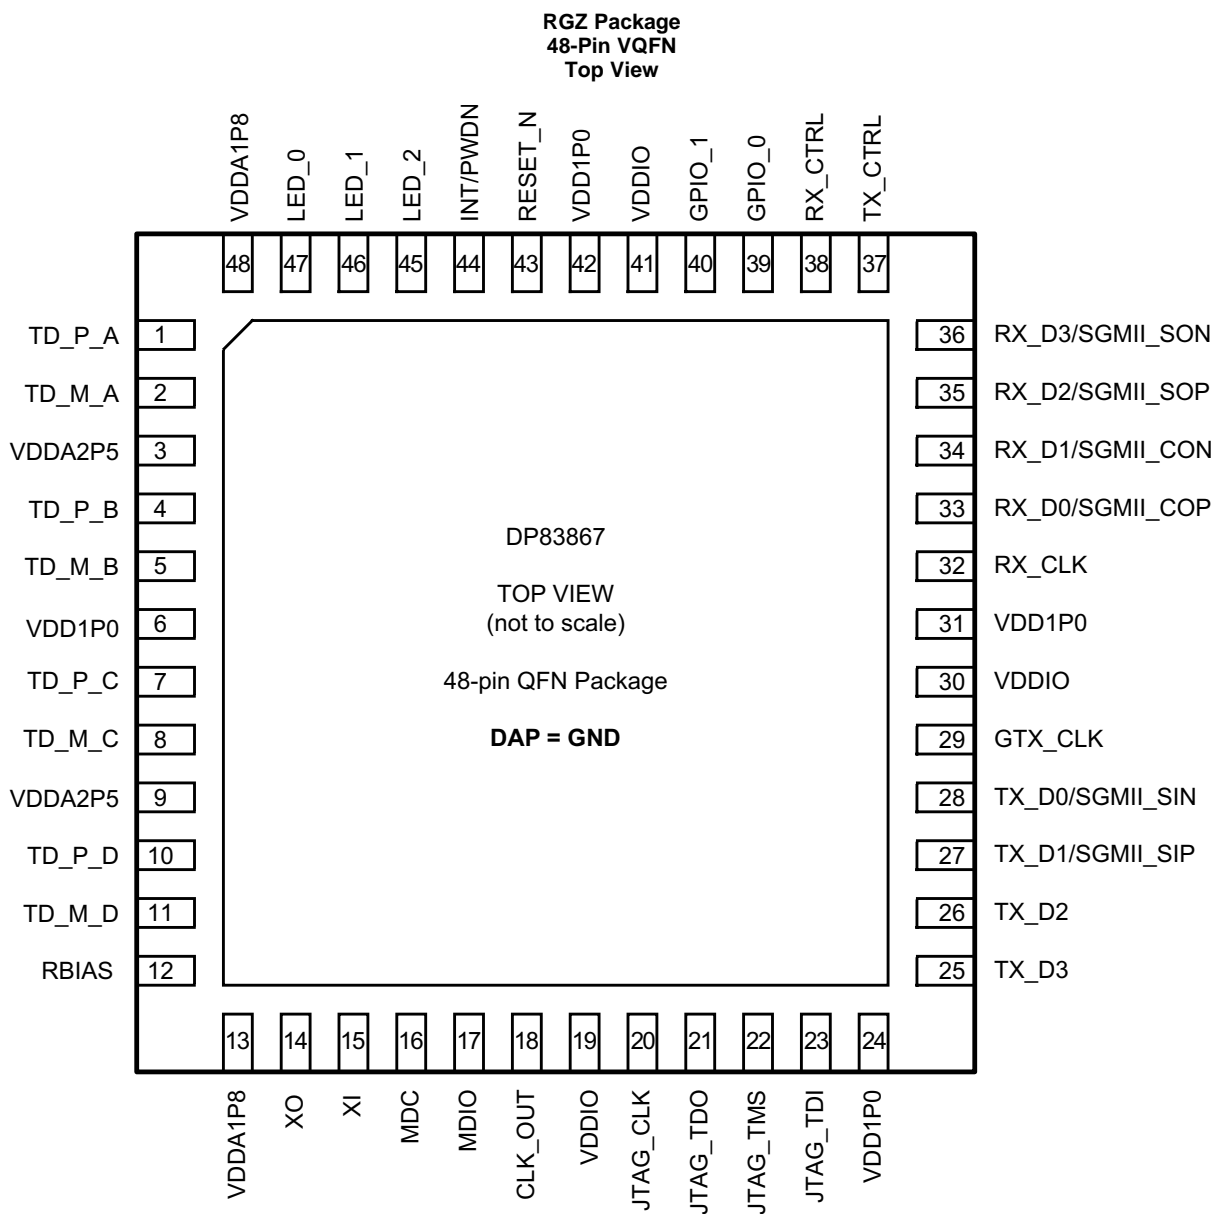 RGZ Package
48-Pin VQFN
Top View
VDDA1P8
LED_0
LED_1
LED_2
INT/PWDN
RESET_N
VDD1P0
VDDIO
GPIO_1
GPIO_0
RX_CTRL
TX_CTRL
48 47 46 45 44 43 42 41 40 39 38 37
TD_P_A 1 36 RX_D3/SGMII_SON
TD_M_A 2 35 RX_D2/SGMII_SOP
VDDA2P5 3 34 RX_D1/SGMII_CON
TD_P_B 4 33 RX_D0/SGMII_COP
DP83867
TD_M_B 5 32 RX_CLK
TOP VIEW
(not to scale)
VDD1P0 6 31 VDD1P0
TD_P_C 7 48-pin QFN Package 30 VDDIO
TD_M_C 8 DAP = GND 29 GTX_CLK
VDDA2P5 9 28 TX_D0/SGMII_SIN
TD_P_D 10 27 TX_D1/SGMII_SIP
TD_M_D 11 26 TX_D2
RBIAS 12 25 TX_D3
13 14 15 16 17 18 19 20 21 22 23 24
VDDA1P8
XO
XI
MDC
MDIO
CLK_OUT
VDDIO
JTAG_CLK
JTAG_TDO
JTAG_TMS
JTAG_TDI
VDD1P0